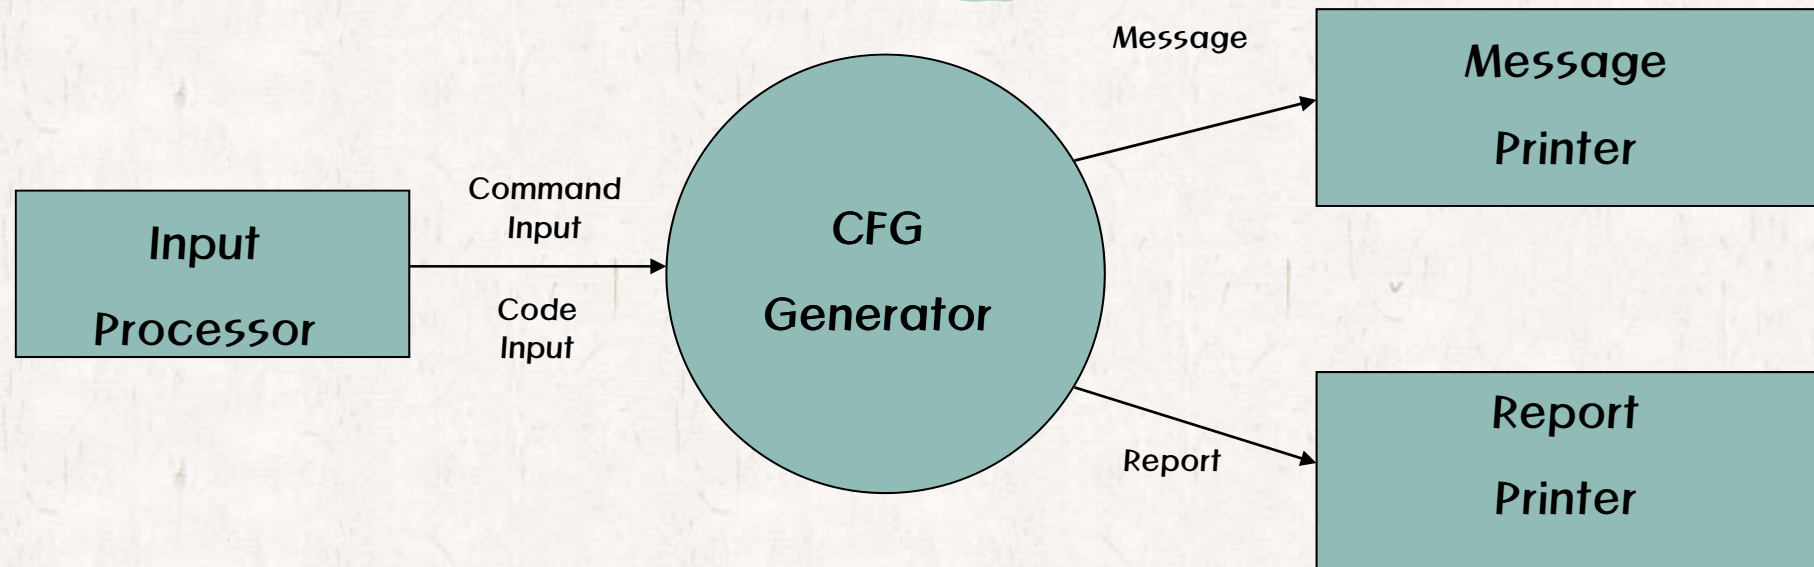 Input
Processor
Command
Input
Code
Input
CFG
Generator
Message
Message
Printer
Report
Report
Printer